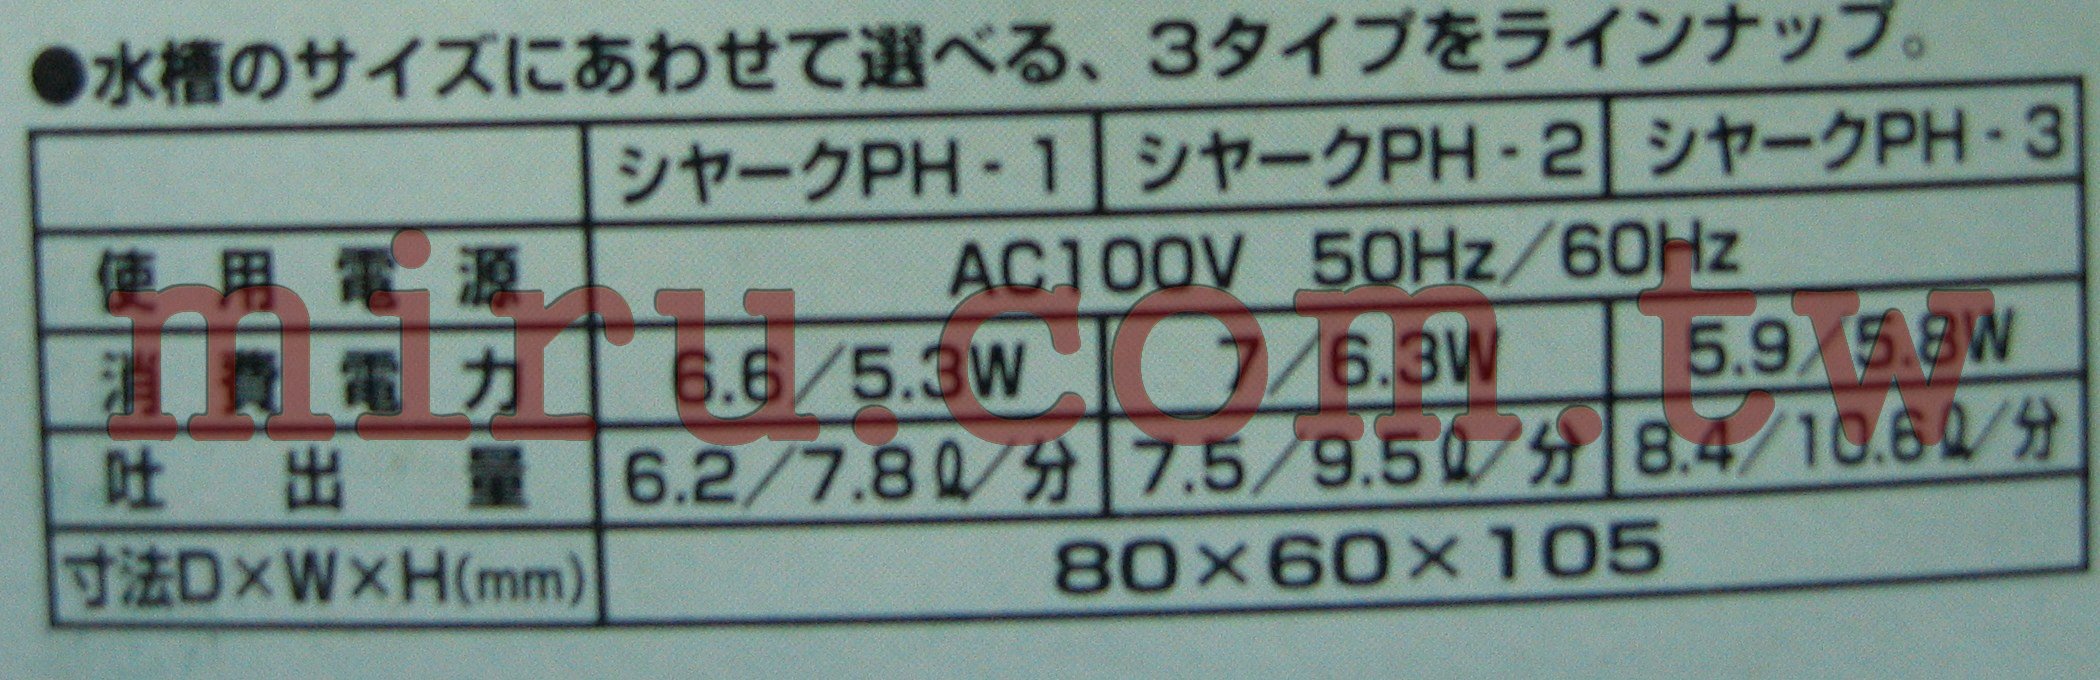 ●水槽のサイズにあわせて選べる、3タイプをラインナップ。
シャークPH-1 シャークPH-2 シャークPH-3
使用電源 AC100V 50Hz/60Hz
消費電力 6.6/5.3W 7/6.3W 5.9/5.8W
吐出量 6.2/7.8ℓ/分 7.5/9.5ℓ/分 8.4/10.6ℓ/分
寸法D×W×H(mm) 80×60×105
miru.com.tw